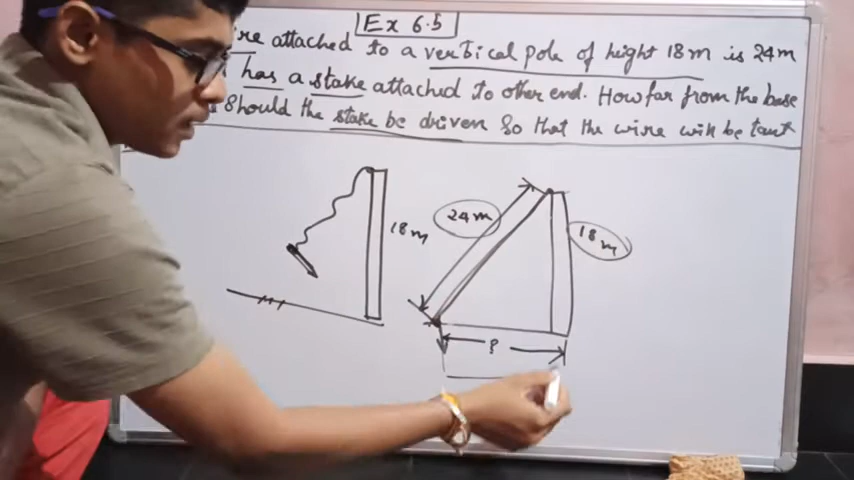 Ex 6.5
re attached to a vertical pole of hight 18m is 24m
has a stake attached to other end. How far from the base
should the stake be driven so that the wire will be taut
18m
24m
18m
?